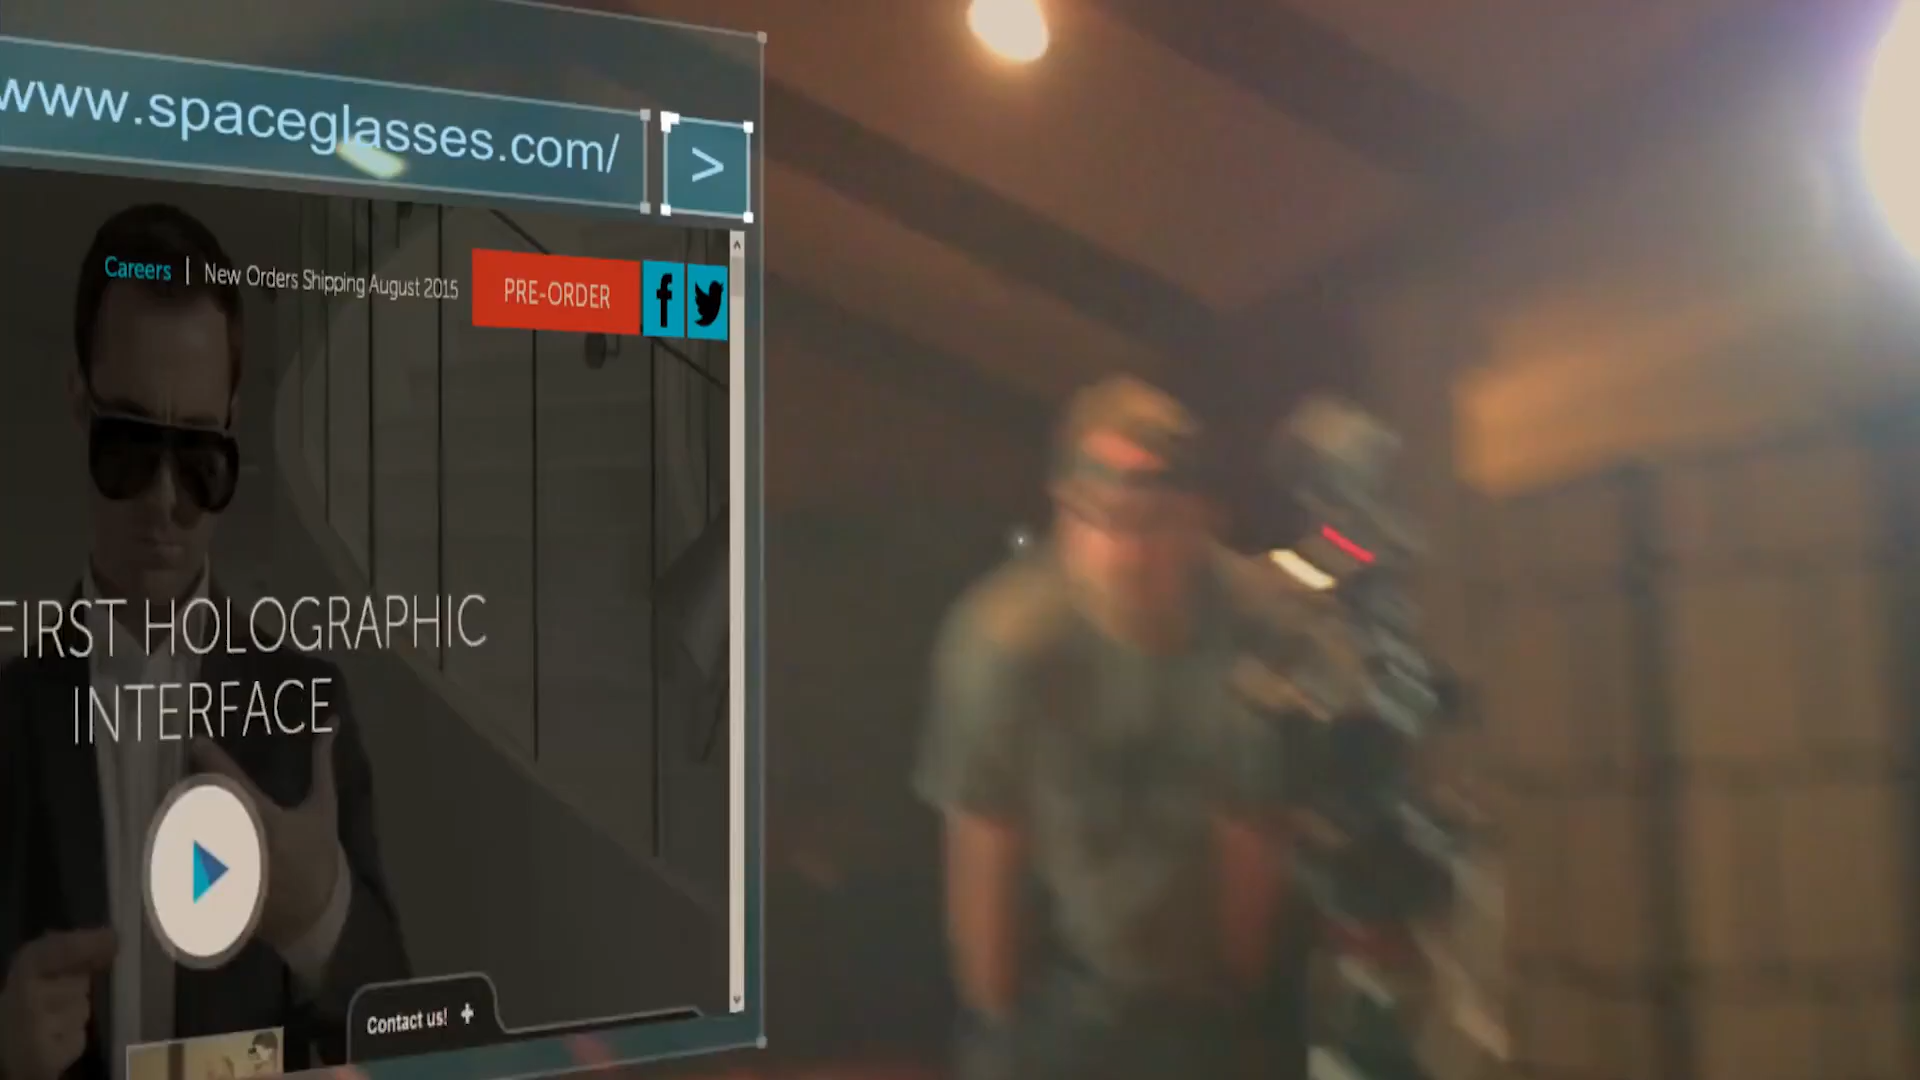 www.spaceglasses.com/
>
Careers | New Orders Shipping August 2015
PRE-ORDER
f
FIRST HOLOGRAPHIC
INTERFACE
Contact us! +